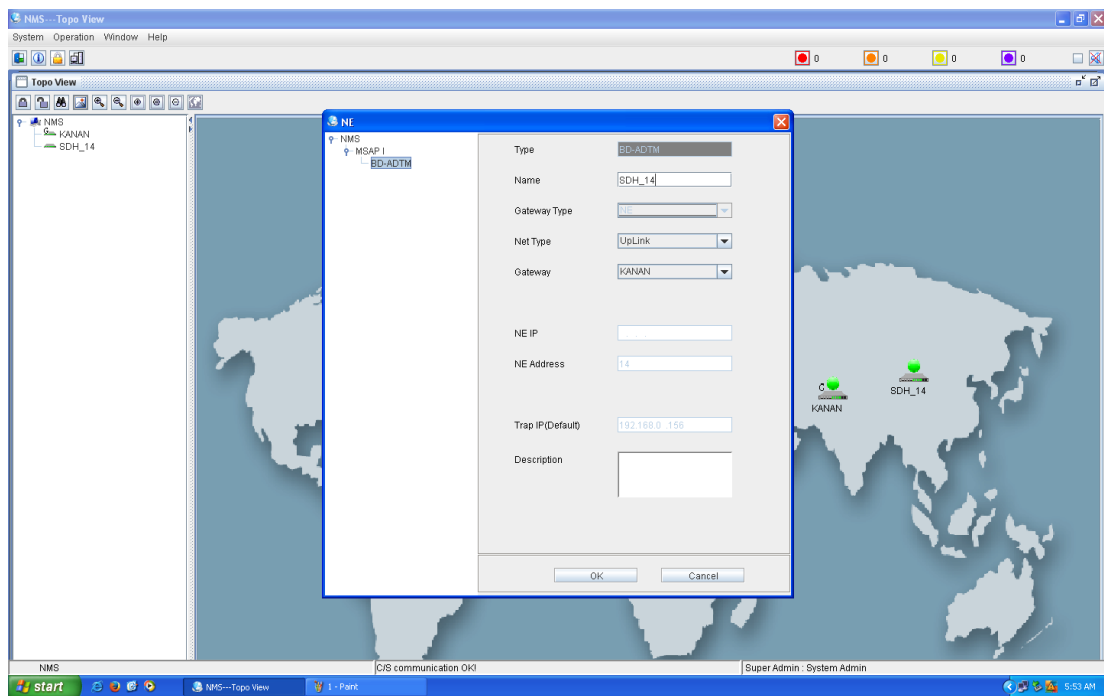 NMS---Topo View
System Operation Window Help
0 0 0 0
Topo View
NMS
KANAN
SDH_14
NE
NMS
MSAP I
BD-ADTM
Type BD-ADTM
Name SDH_14
Gateway Type NE
Net Type UpLink
Gateway KANAN
NE IP
NE Address 14
Trap IP(Default) 192.168.0 .156
Description
OK Cancel
KANAN
SDH_14
NMS C/S communication OK! Super Admin : System Admin
start NMS---Topo View 1 - Paint 5:53 AM